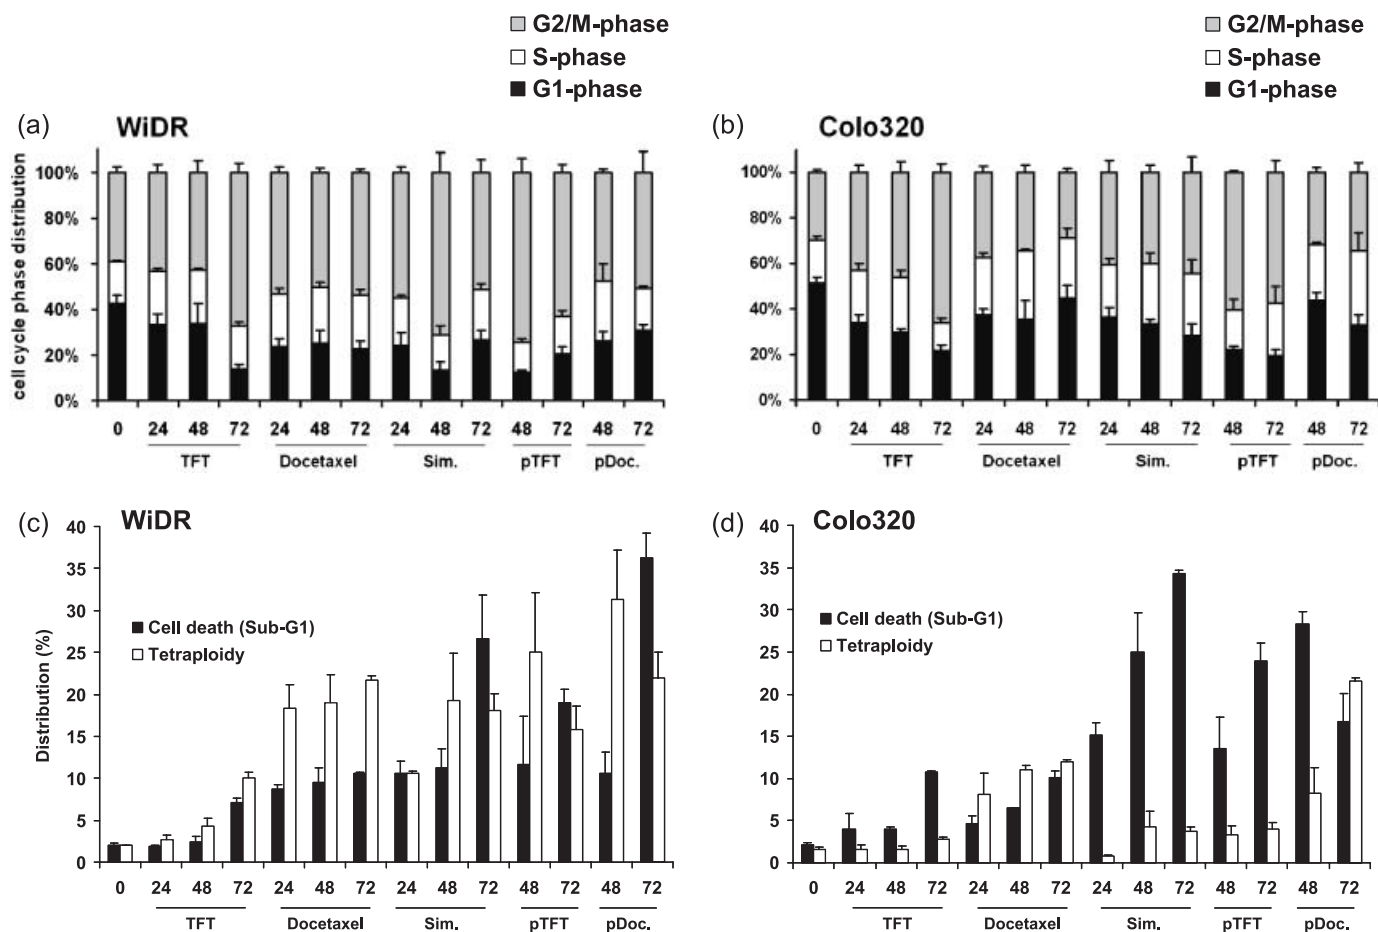 G2/M-phase
S-phase
G1-phase
G2/M-phase
S-phase
G1-phase
(a) WiDR
cell cycle phase distribution
100%
80%
60%
40%
20%
0%
0 24 48 72 24 48 72 24 48 72 48 72 48 72
TFT Docetaxel Sim. pTFT pDoc.
(b) Colo320
100%
80%
60%
40%
20%
0%
0 24 48 72 24 48 72 24 48 72 48 72 48 72
TFT Docetaxel Sim. pTFT pDoc.
(c) WiDR
Distribution (%)
40
35
30
25
20
15
10
5
0
Cell death (Sub-G1)
Tetraploidy
0 24 48 72 24 48 72 24 48 72 48 72 48 72
TFT Docetaxel Sim. pTFT pDoc.
(d) Colo320
40
35
30
25
20
15
10
5
0
Cell death (Sub-G1)
Tetraploidy
0 24 48 72 24 48 72 24 48 72 48 72 48 72
TFT Docetaxel Sim. pTFT pDoc.